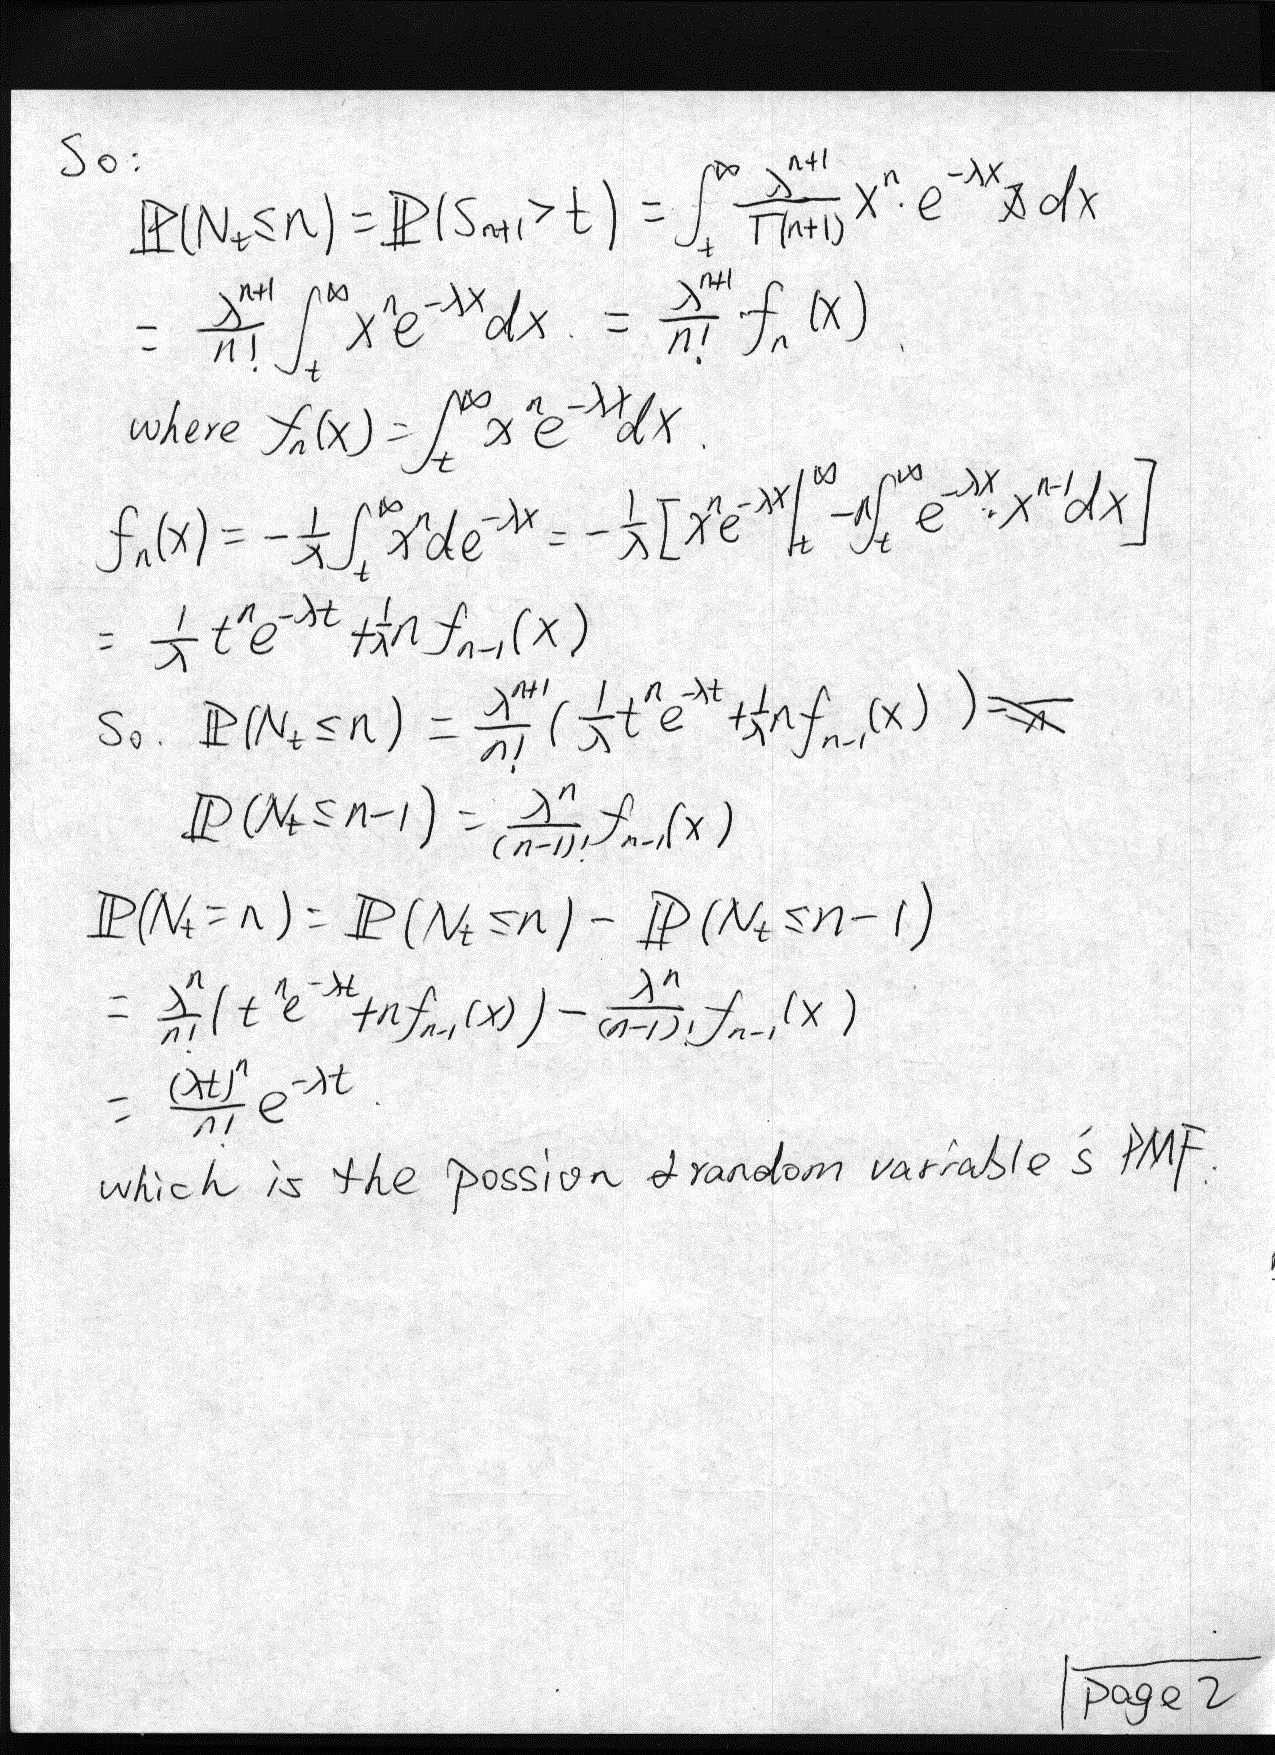 So:
ℙ(N_t ≤ n) = ℙ(S_{n+1} > t) = ∫_t^∞ λ^{n+1}/Γ(n+1) x^n · e^{-λx} dx
= λ^{n+1}/n! ∫_t^∞ x^n e^{-λx} dx. = λ^{n+1}/n! · f_n(x).
where f_n(x) = ∫_t^∞ x^n e^{-λx} dx.
f_n(x) = -1/λ ∫_t^∞ x^n de^{-λx} = -1/λ [x^n e^{-λx} |_t^∞ - n∫_t^∞ e^{-λx} · x^{n-1} dx]
= 1/λ t^n e^{-λt} + 1/λ n f_{n-1}(x)
So. ℙ(N_t ≤ n) = λ^{n+1}/n! (1/λ t^n e^{-λt} + 1/λ n f_{n-1}(x))
ℙ(N_t ≤ n-1) = λ^n/(n-1)! f_{n-1}(x)
ℙ(N_t = n) = ℙ(N_t ≤ n) - ℙ(N_t ≤ n-1)
= λ^n/n! (t^n e^{-λt} + n f_{n-1}(x)) - λ^n/(n-1)! f_{n-1}(x)
= (λt)^n/n! e^{-λt}.
which is the possion random variable's PMF.
page 2